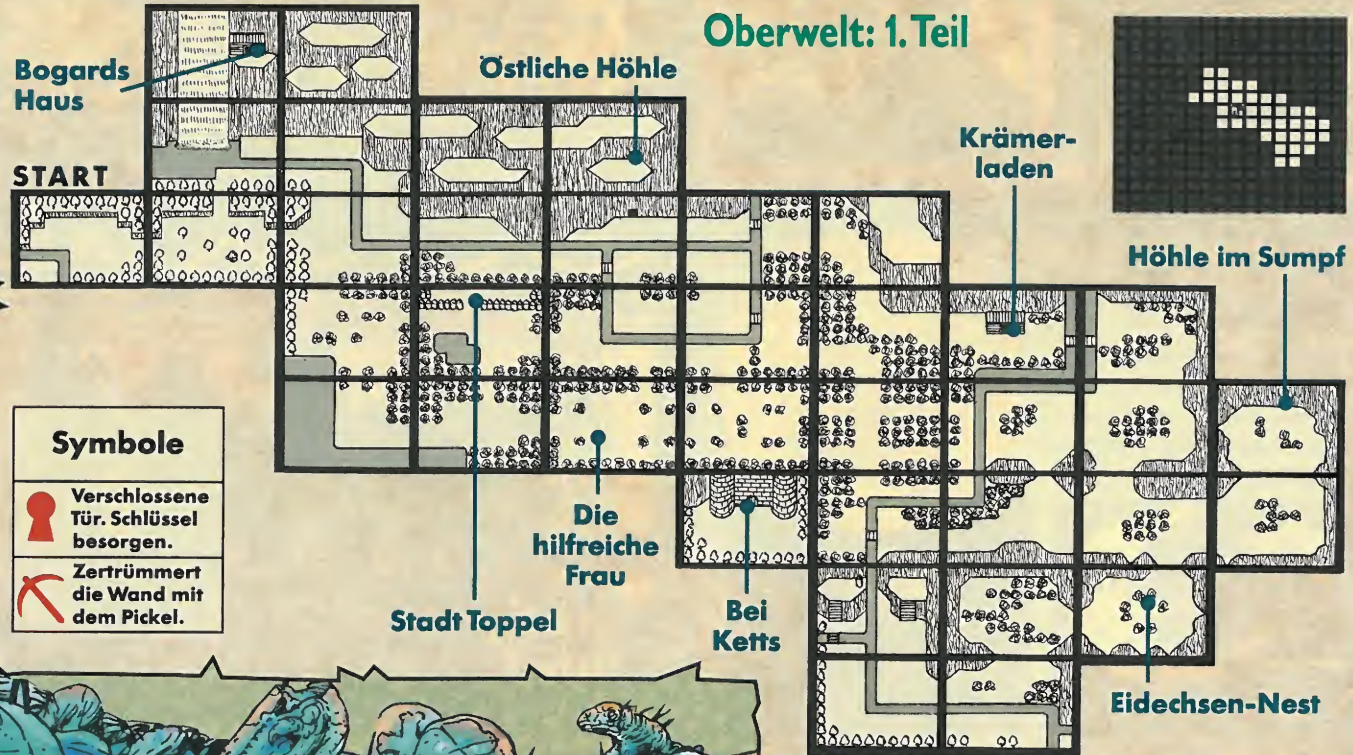 Oberwelt: 1. Teil
Bogards
Haus
Östliche Höhle
Krämer-
laden
START
Höhle im Sumpf
Symbole
Verschlossene
Tür. Schlüssel
besorgen.
Zertrümmert
die Wand mit
dem Pickel.
Die
hilfreiche
Frau
Stadt Toppel
Bei
Ketts
Eidechsen-Nest